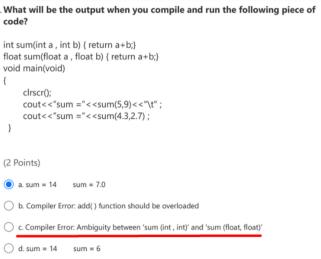 What will be the output when you compile and run the following piece of
code?
int sum(int a , int b) { return a+b;}
float sum(float a , float b) { return a+b;}
void main(void)
{
clrscr();
cout<<"sum ="<<sum(5,9)<<"\t" ;
cout<<"sum ="<<sum(4.3,2.7) ;
}
(2 Points)
a. sum = 14 sum = 7.0
b. Compiler Error: add( ) function should be overloaded
c. Compiler Error: Ambiguity between 'sum (int , int)' and 'sum (float, float)'
d. sum = 14 sum = 6